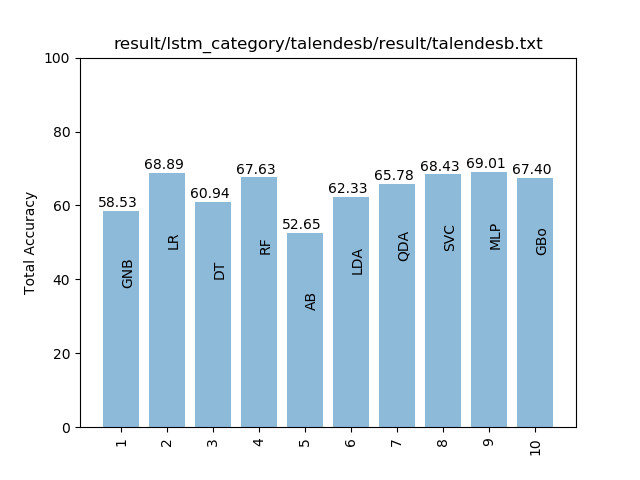 result/lstm_category/talendesb/result/talendesb.txt
Total Accuracy
100
80
60
40
20
0
58.53
68.89
60.94
67.63
52.65
62.33
65.78
68.43
69.01
67.40
GNB
LR
DT
RF
AB
LDA
QDA
SVC
MLP
GBo
1
2
3
4
5
6
7
8
9
10